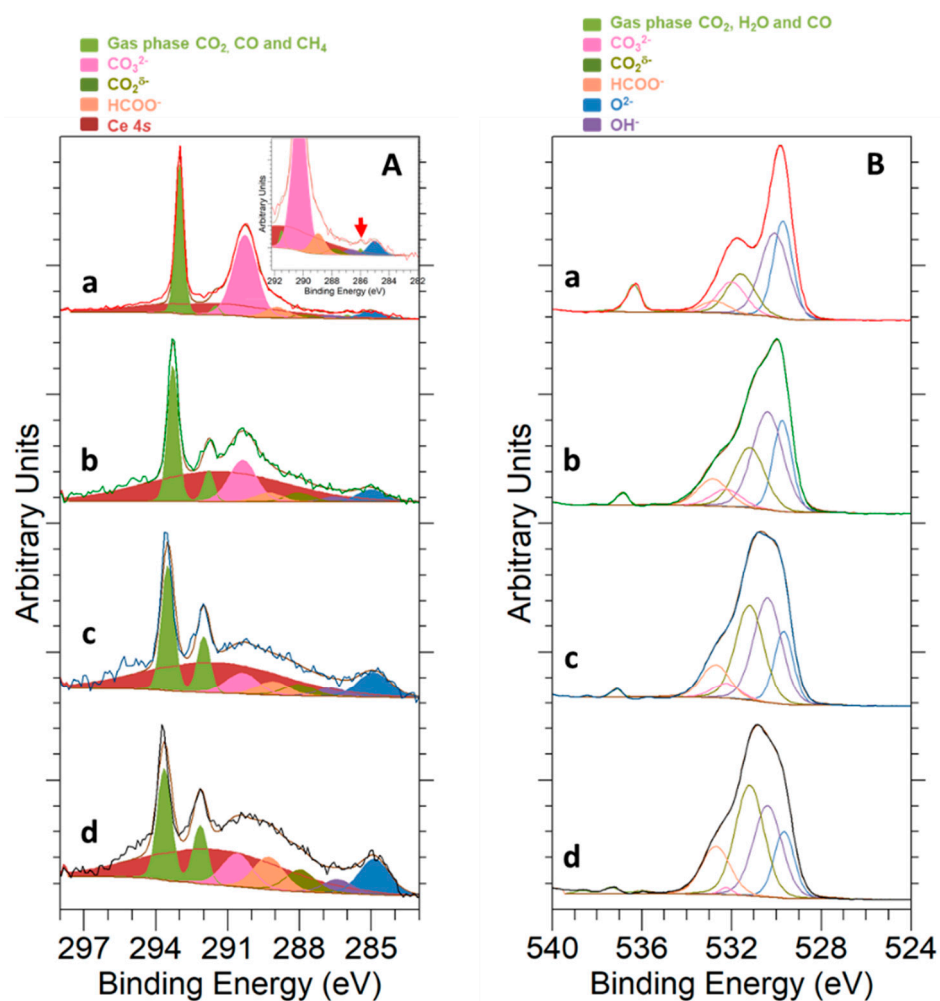 Gas phase CO₂, CO and CH₄
CO₃²⁻
CO₂ᵟ⁻
HCOO⁻
Ce 4s
Gas phase CO₂, H₂O and CO
CO₃²⁻
CO₂ᵟ⁻
HCOO⁻
O²⁻
OH⁻
A
Arbitrary Units
292 290 288 286 284 282
Binding Energy (eV)
a
b
c
d
Arbitrary Units
297 294 291 288 285
Binding Energy (eV)
B
a
b
c
d
Arbitrary Units
540 536 532 528 524
Binding Energy (eV)